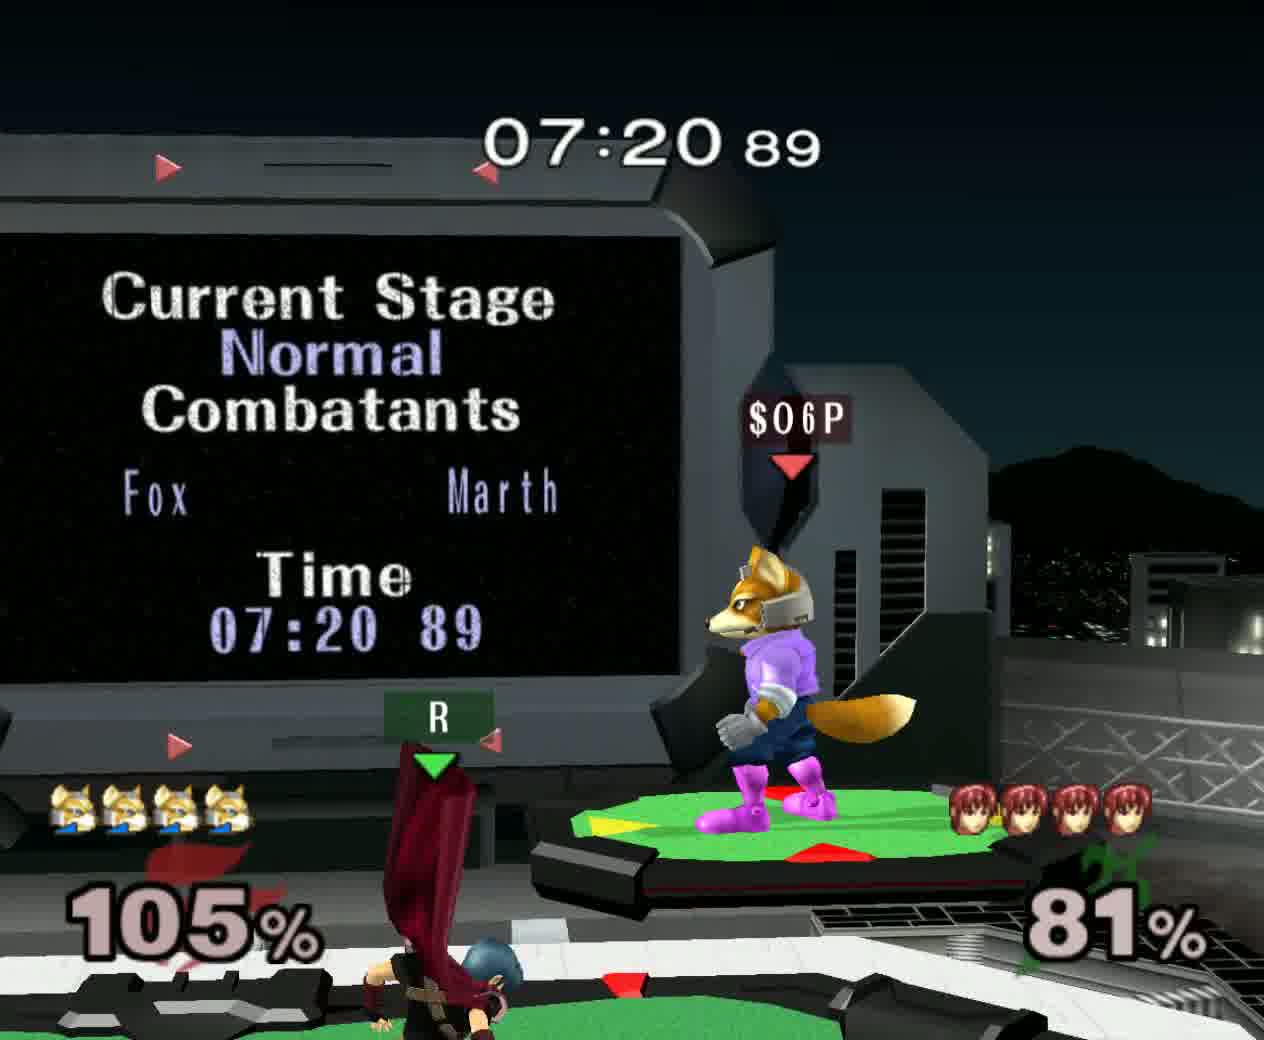 07:20 89
Current Stage
Normal
Combatants
Fox Marth
Time
07:20 89
$06P
R
105%
81%